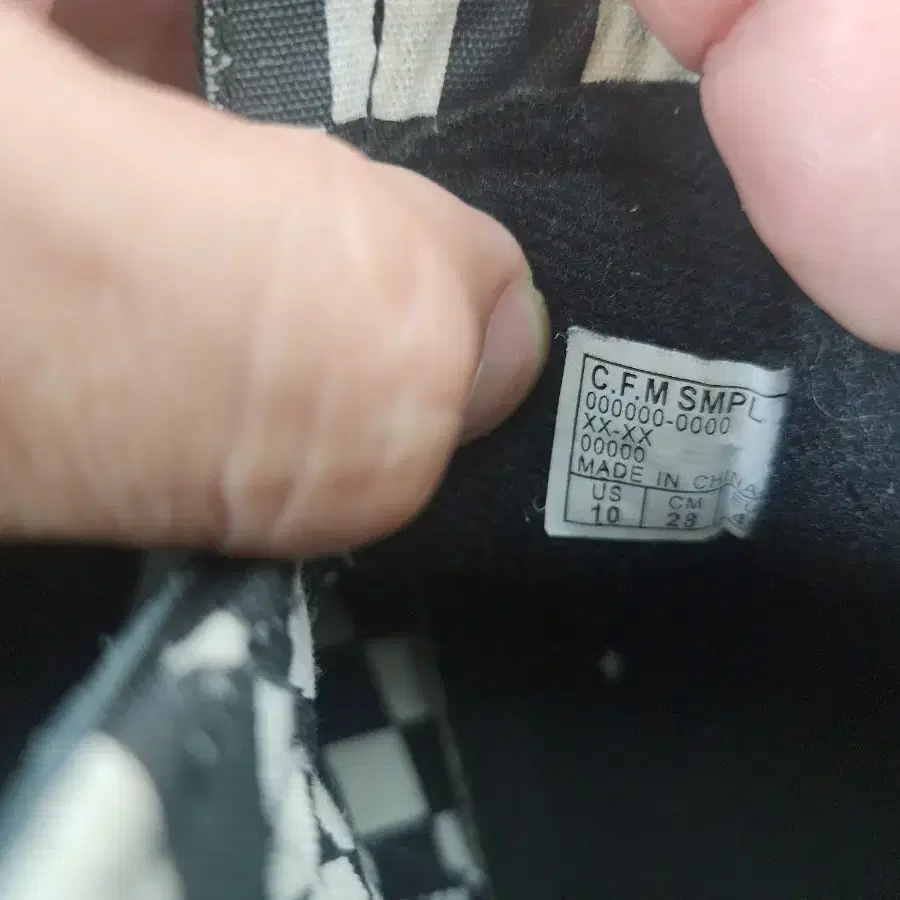 C.F.M SMPL
000000-0000
XX-XX
00000
MADE IN CHINA
US CM
10 28